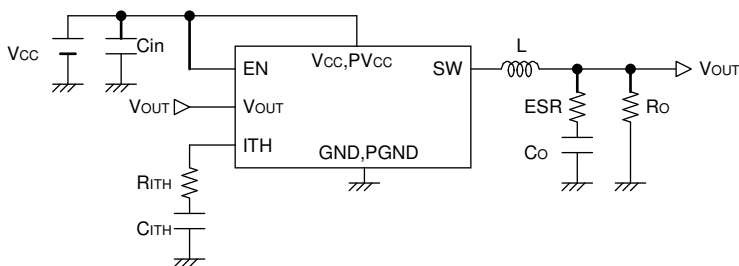 L
VCC
Cin
EN
VCC,PVCC
SW
VOUT
VOUT
VOUT
ESR
RO
ITH
GND,PGND
CO
RITH
CITH